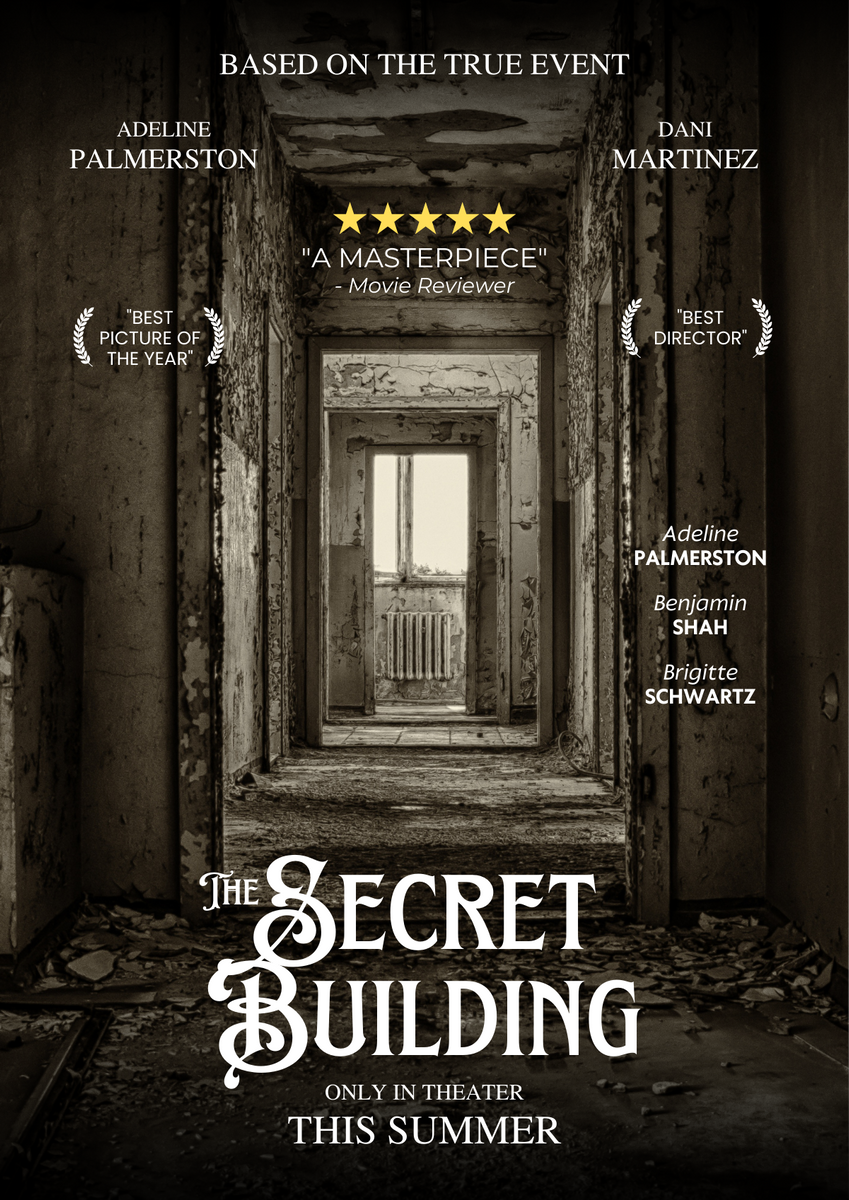 BASED ON THE TRUE EVENT
ADELINE
PALMERSTON
DANI
MARTINEZ
"A MASTERPIECE"
- Movie Reviewer
"BEST
PICTURE OF
THE YEAR"
"BEST
DIRECTOR"
Adeline
PALMERSTON
Benjamin
SHAH
Brigitte
SCHWARTZ
THE SECRET
BUILDING
ONLY IN THEATER
THIS SUMMER